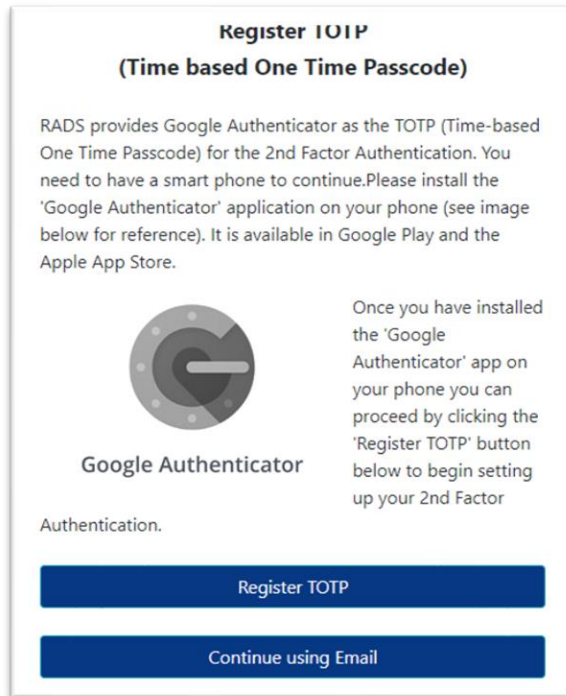 Register TOTP
(Time based One Time Passcode)
RADS provides Google Authenticator as the TOTP (Time-based
One Time Passcode) for the 2nd Factor Authentication. You
need to have a smart phone to continue.Please install the
'Google Authenticator' application on your phone (see image
below for reference). It is available in Google Play and the
Apple App Store.
Once you have installed
the 'Google
Authenticator' app on
your phone you can
proceed by clicking the
'Register TOTP' button
below to begin setting
up your 2nd Factor
Authentication.
Google Authenticator
Register TOTP
Continue using Email